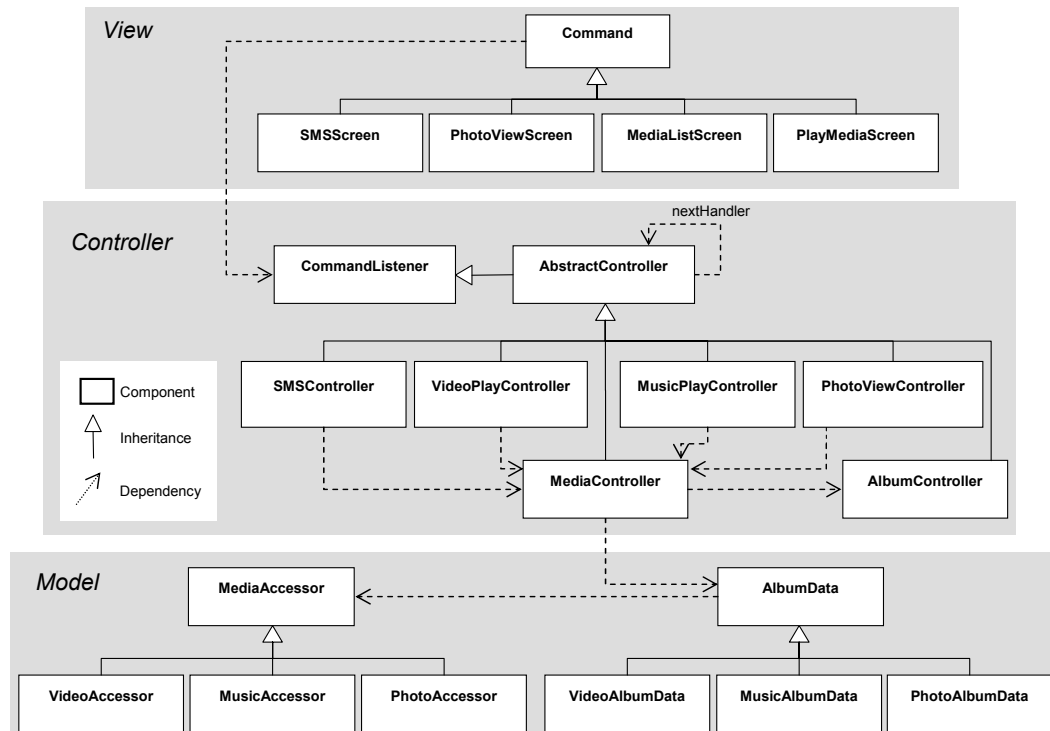 View
Command
SMSScreen
PhotoViewScreen
MediaListScreen
PlayMediaScreen
nextHandler
Controller
CommandListener
AbstractController
SMSController
VideoPlayController
MusicPlayController
PhotoViewController
Component
Inheritance
Dependency
MediaController
AlbumController
Model
MediaAccessor
AlbumData
VideoAccessor
MusicAccessor
PhotoAccessor
VideoAlbumData
MusicAlbumData
PhotoAlbumData